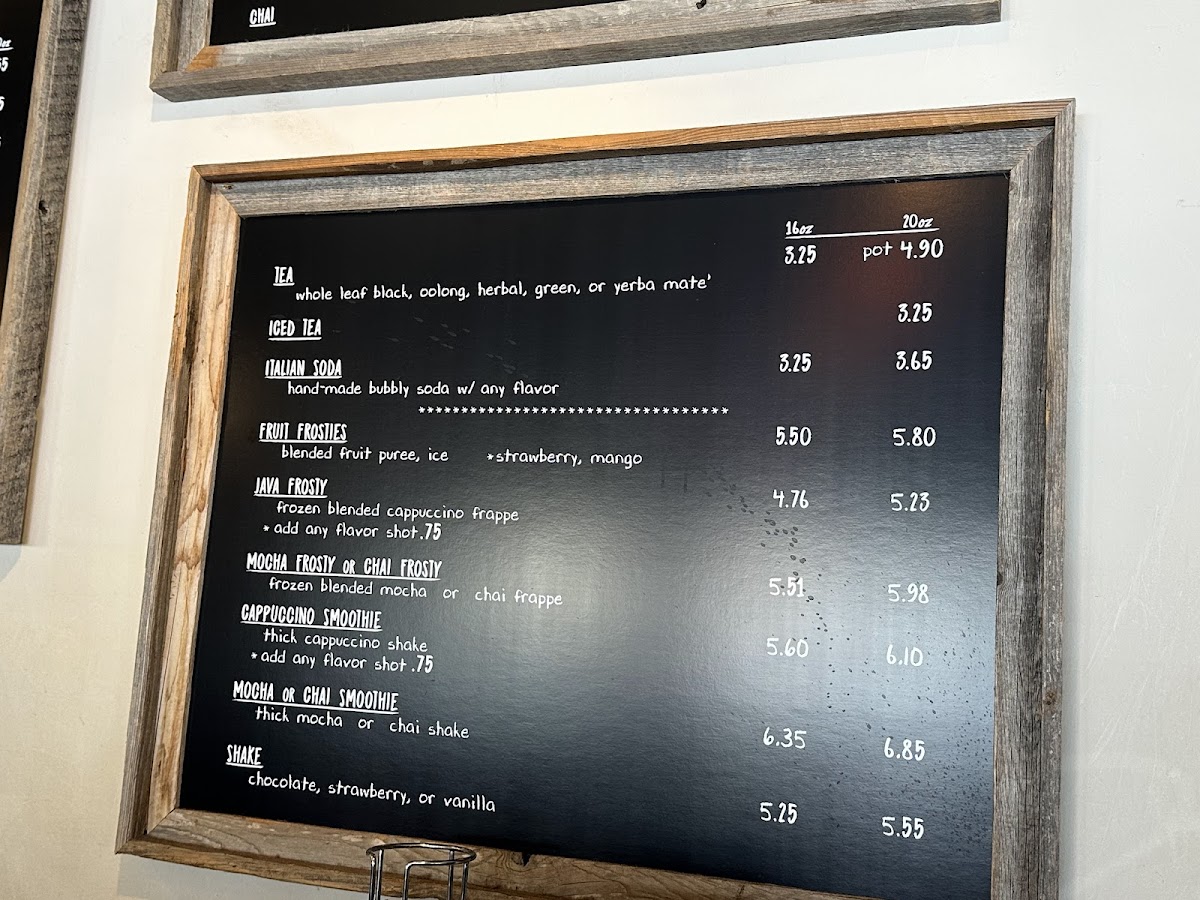 CHAI
16oz 20oz
TEA 3.25 pot 4.90
whole leaf black, oolong, herbal, green, or yerba mate'
ICED TEA 3.25
ITALIAN SODA 3.25 3.65
hand-made bubbly soda w/ any flavor
*******************************
FRUIT FROSTIES 5.50 5.80
blended fruit puree, ice *strawberry, mango
JAVA FROSTY 4.76 5.23
frozen blended cappuccino frappe
* add any flavor shot .75
MOCHA FROSTY OR CHAI FROSTY 5.51 5.98
frozen blended mocha or chai frappe
CAPPUCCINO SMOOTHIE 5.60 6.10
thick cappuccino shake
* add any flavor shot .75
MOCHA OR CHAI SMOOTHIE 6.35 6.85
thick mocha or chai shake
SHAKE 5.25 5.55
chocolate, strawberry, or vanilla